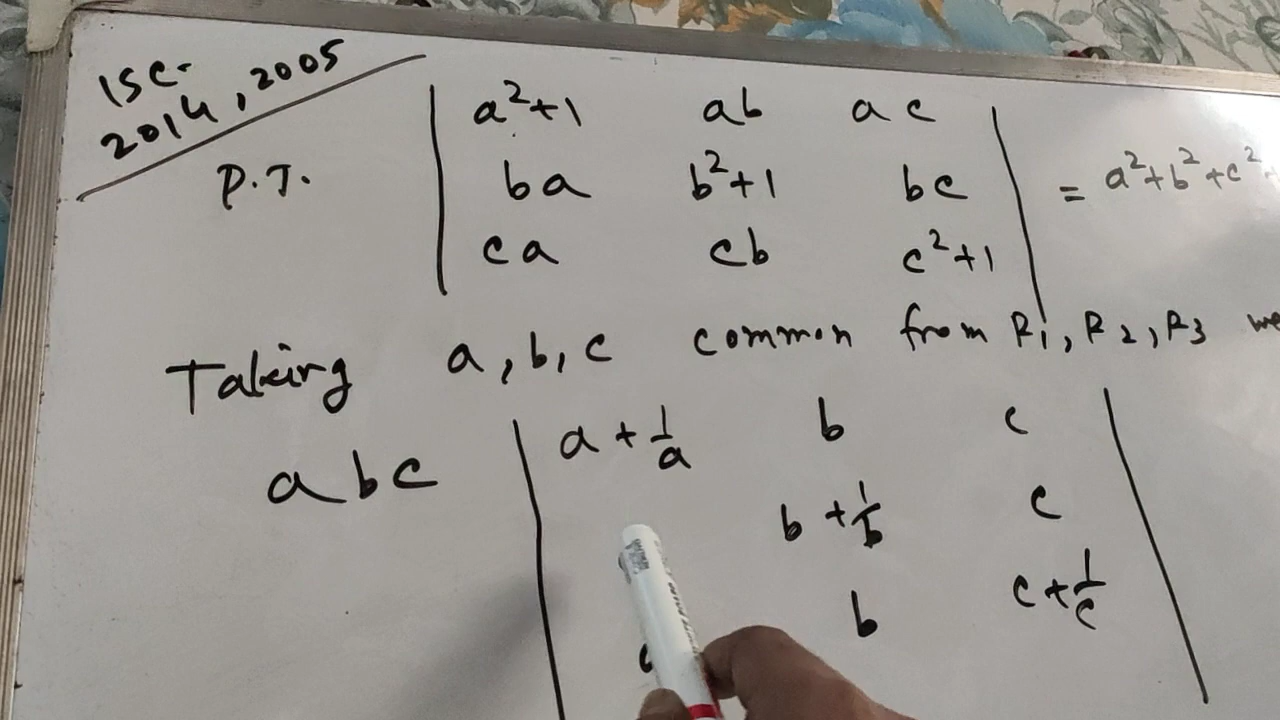 ISC-
2014, 2005
P.T.
| a²+1 ab ac |
| ba b²+1 bc | = a²+b²+c²+
| ca cb c²+1 |
Taking a, b, c common from R1, R2, R3 we
abc | a + 1/a b c |
| b + 1/b c |
| b c + 1/c |